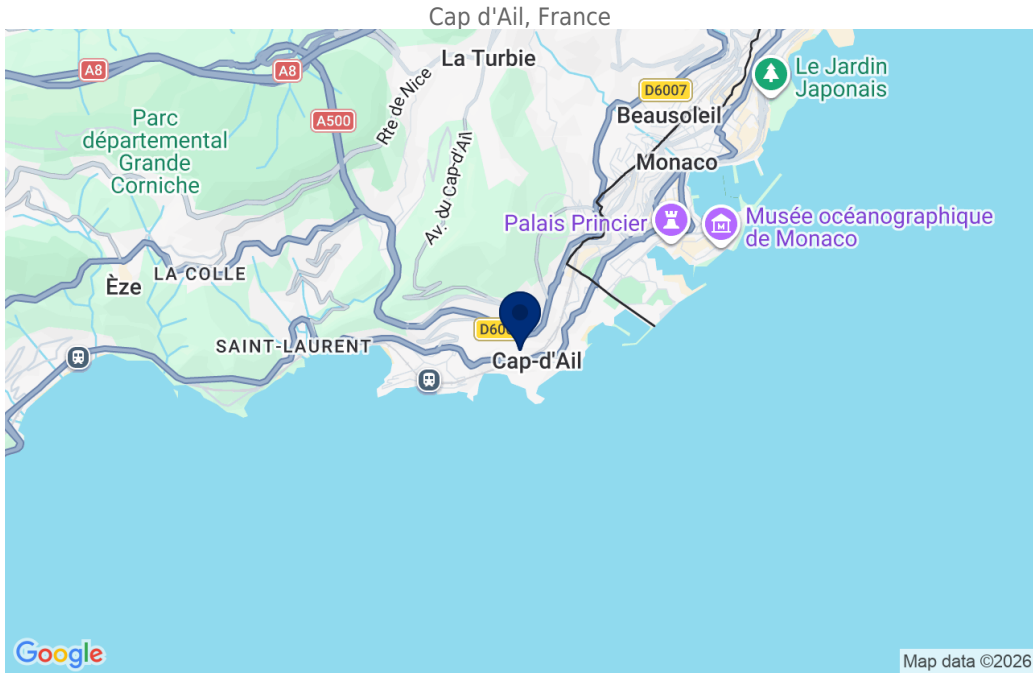 Cap d'Ail, France
La Turbie
A8
A8
Le Jardin
Japonais
D6007
A500
Rte de Nice
Beausoleil
Parc
départemental
Grande
Corniche
Monaco
Av. du Cap-d'Ail
Palais Princier
Musée océanographique
de Monaco
LA COLLE
Èze
SAINT-LAURENT
Cap-d'Ail
Google
Map data ©2026